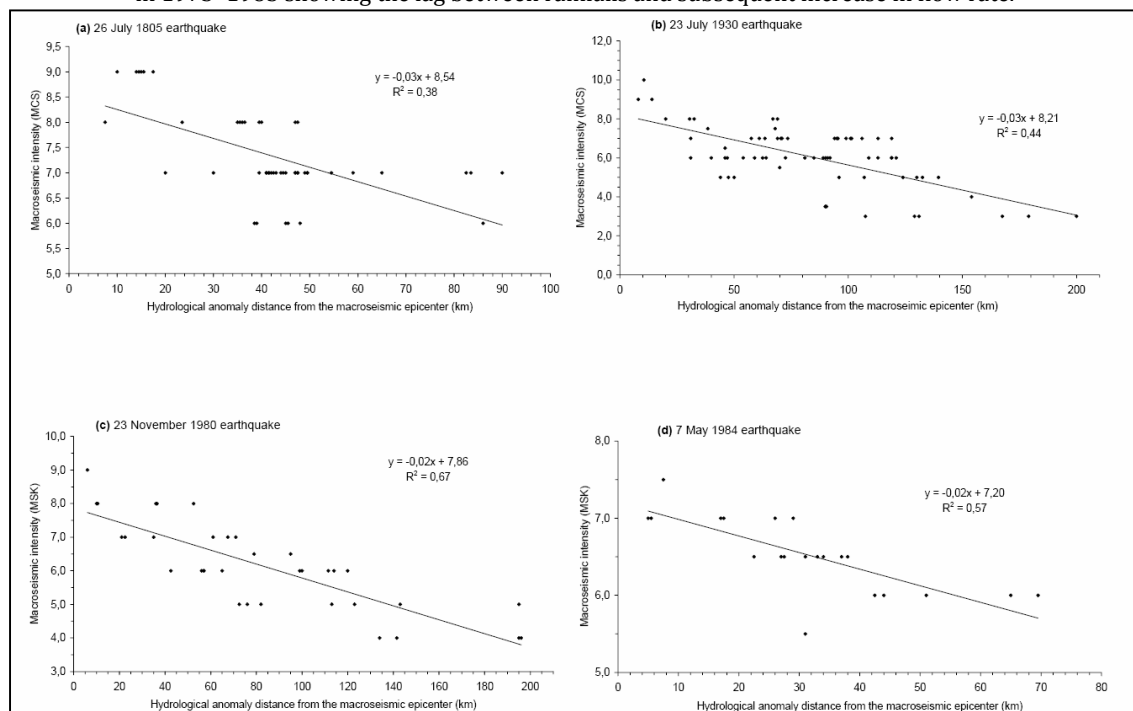 in 1978–1988 showing the lag between rainfalls and subsequent increase in flow rate.
(a) 26 July 1805 earthquake
Macroseismic intensity (MCS)
9,5
9,0
8,5
8,0
7,5
7,0
6,5
6,0
5,5
5,0
y = -0,03x + 8,54
R² = 0,38
0 10 20 30 40 50 60 70 80 90 100
Hydrological anomaly distance from the macroseismic epicenter (km)
(b) 23 July 1930 earthquake
Macroseismic intensity (MCS)
12,0
10,0
8,0
6,0
4,0
2,0
0,0
y = -0,03x + 8,21
R² = 0,44
0 50 100 150 200
Hydrological anomaly distance from the macroseimic epicenter (km)
(c) 23 November 1980 earthquake
Macroseismic intensity (MSK)
10,0
9,0
8,0
7,0
6,0
5,0
4,0
3,0
y = -0,02x + 7,86
R² = 0,67
0 20 40 60 80 100 120 140 160 180 200
Hydrological anomaly distance from the macroseismic epicenter (km)
(d) 7 May 1984 earthquake
Macroseismic intensity (MSK)
8,0
7,0
6,0
5,0
y = -0,02x + 7,20
R² = 0,57
0 10 20 30 40 50 60 70 80
Hydrological anomaly distance from the macroseismic epicenter (km)